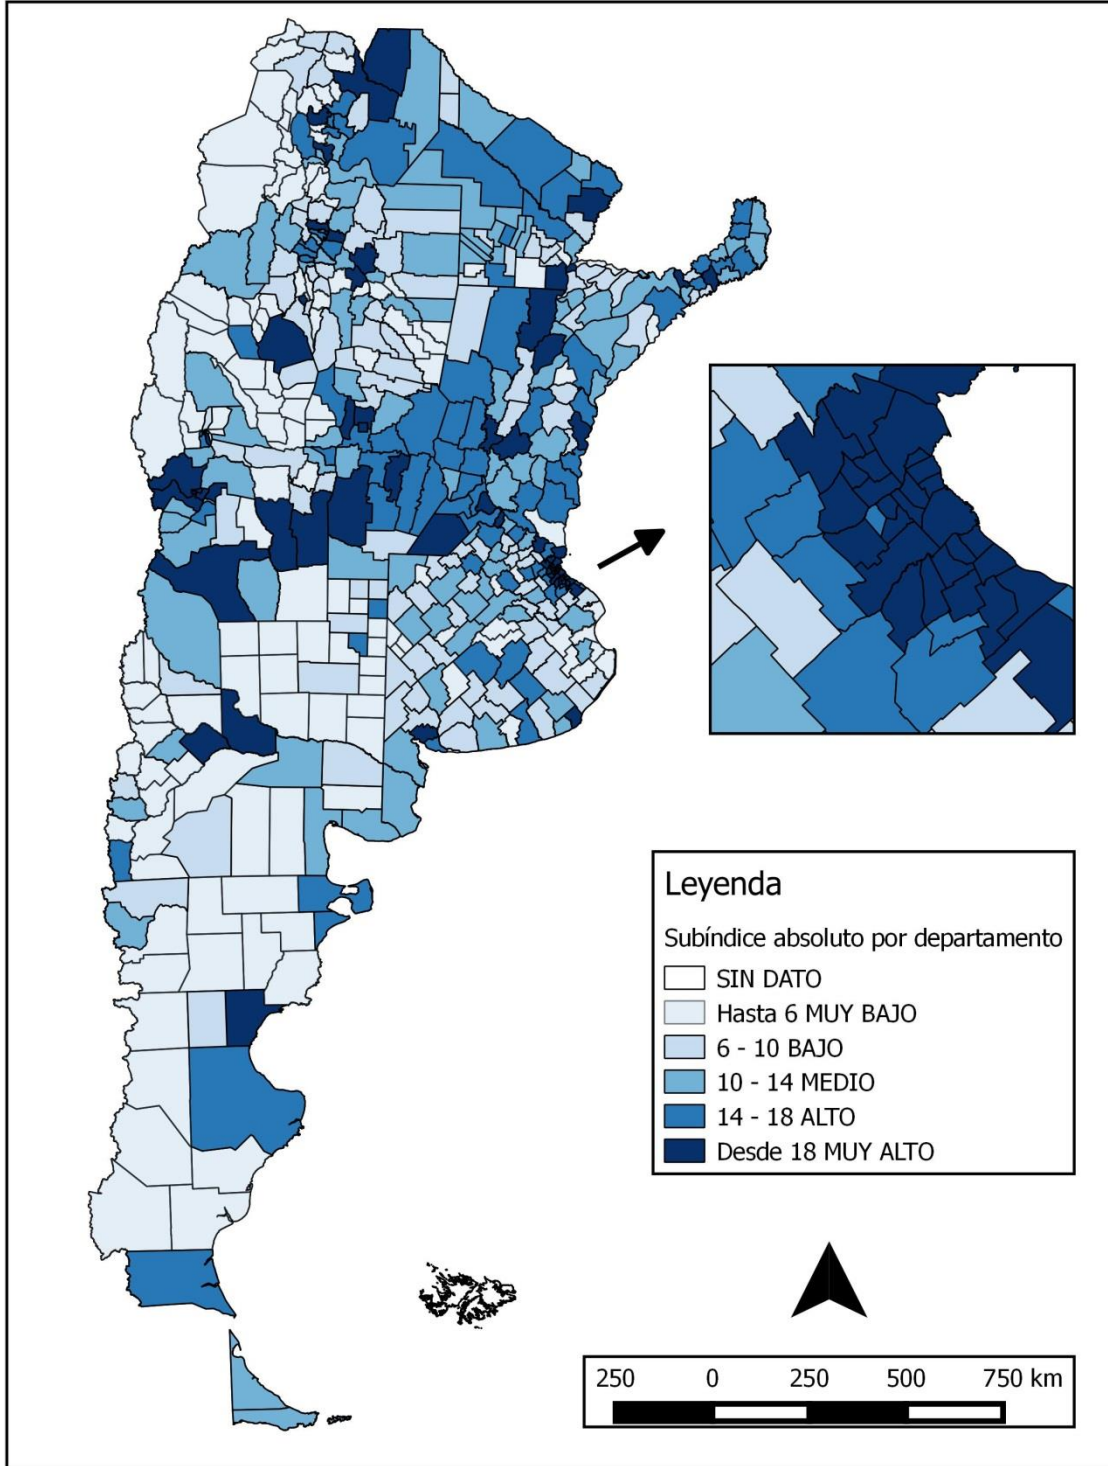 Leyenda
Subíndice absoluto por departamento
SIN DATO
Hasta 6 MUY BAJO
6 - 10 BAJO
10 - 14 MEDIO
14 - 18 ALTO
Desde 18 MUY ALTO
250 0 250 500 750 km